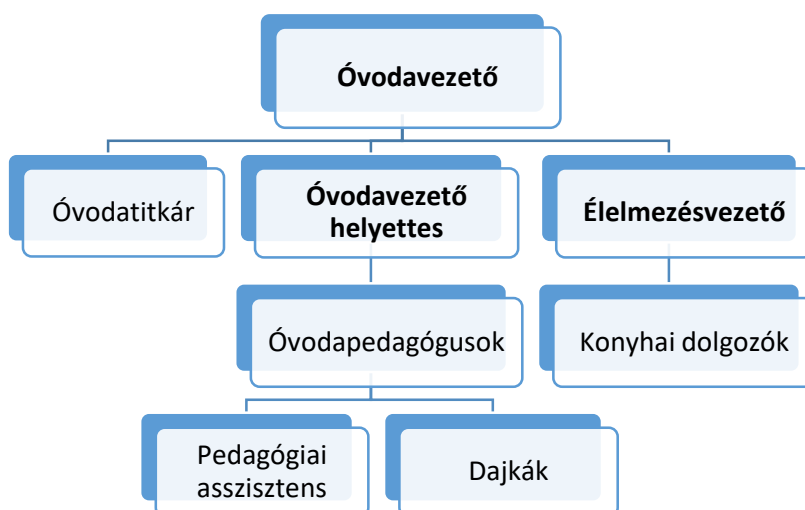 Óvodavezető
Óvodatitkár
Óvodavezető
helyettes
Élelmezésvezető
Óvodapedagógusok
Konyhai dolgozók
Pedagógiai
asszisztens
Dajkák